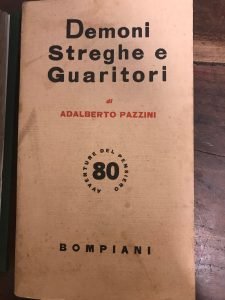 Demoni
Streghe e
Guaritori
di
ADALBERTO PAZZINI
AVVENTURE DEL PENSIERO
80
BOMPIANI